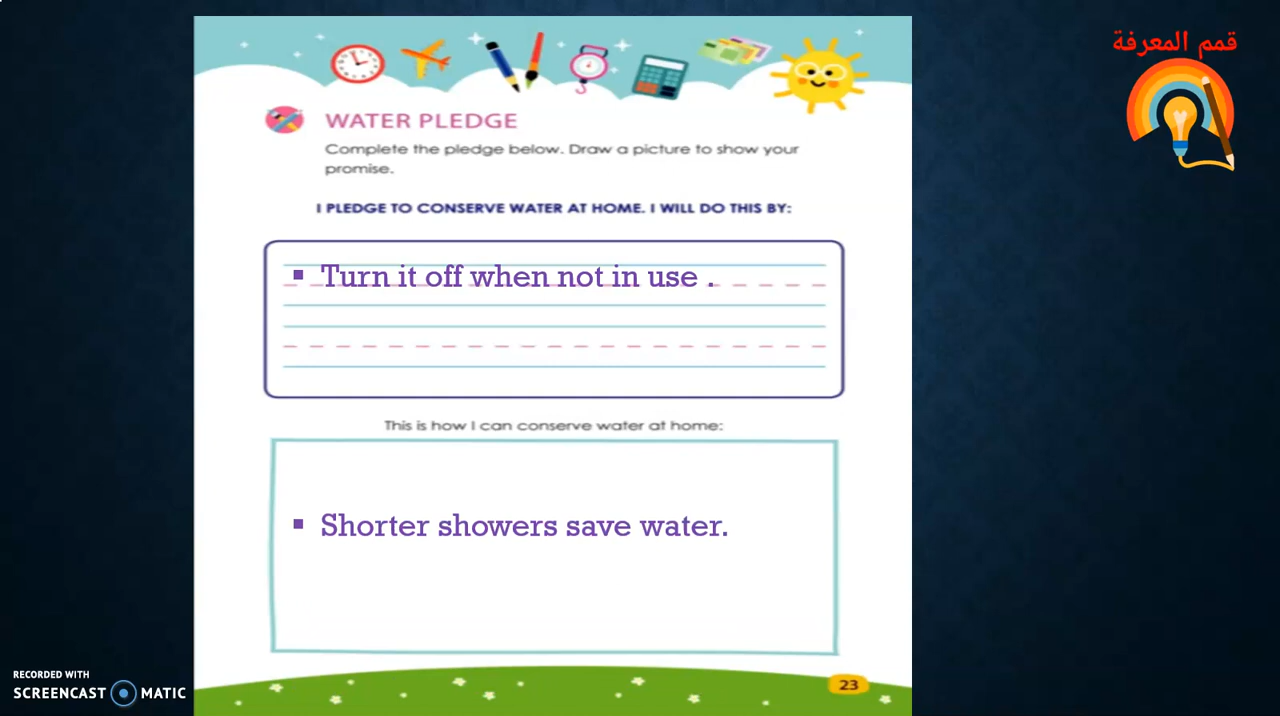 قمم المعرفة
WATER PLEDGE
Complete the pledge below. Draw a picture to show your
promise.
I PLEDGE TO CONSERVE WATER AT HOME. I WILL DO THIS BY:
▪ Turn it off when not in use .
This is how I can conserve water at home:
▪ Shorter showers save water.
23
RECORDED WITH
SCREENCAST MATIC